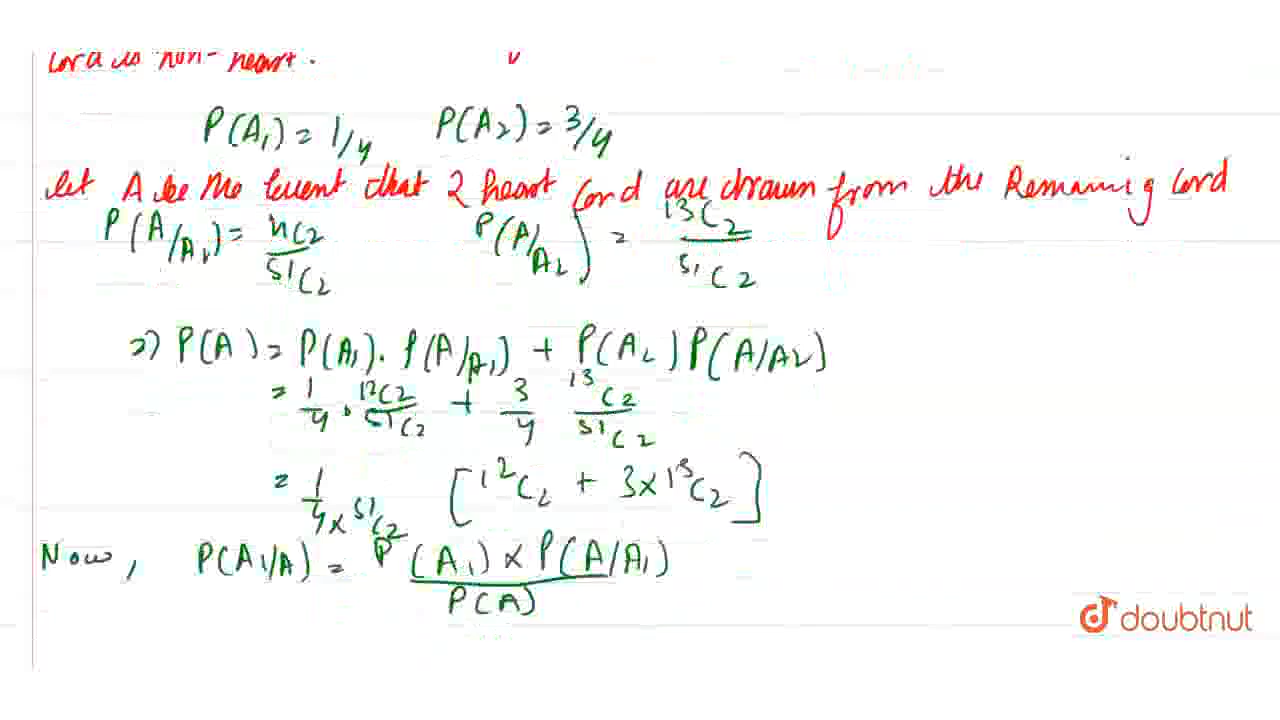 Card is non-heart.
P(A₁) = 1/4 P(A₂) = 3/4
let A be the event that 2 heart Card are drawn from the Remaining Card
P(A/A₁) = 12C₂/51C₂ P(A/A₂) = ¹³C₂/⁵¹C₂
=) P(A) = P(A₁). P(A/A₁) + P(A₂) P(A/A₂)
= 1/4 · ¹²C₂/⁵¹C₂ + 3/4 ¹³C₂/⁵¹C₂
= 1/4×⁵¹C₂ [¹²C₂ + 3×¹³C₂]
Now, P(A₁/A) = P(A₁) × P(A/A₁)/P(A)
doubtnut